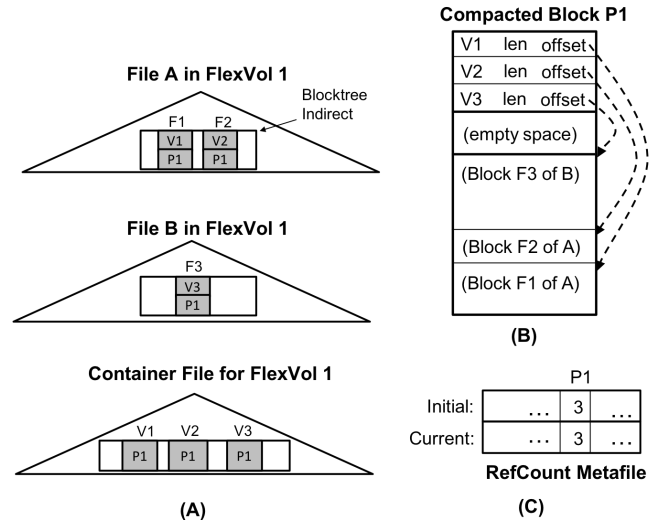 File A in FlexVol 1
Blocktree
Indirect
F1 F2
V1 V2
P1 P1
File B in FlexVol 1
F3
V3
P1
Container File for FlexVol 1
V1 V2 V3
P1 P1 P1
(A)
Compacted Block P1
V1 len offset
V2 len offset
V3 len offset
(empty space)
(Block F3 of B)
(Block F2 of A)
(Block F1 of A)
(B)
P1
Initial: ... 3 ...
Current: ... 3 ...
RefCount Metafile
(C)